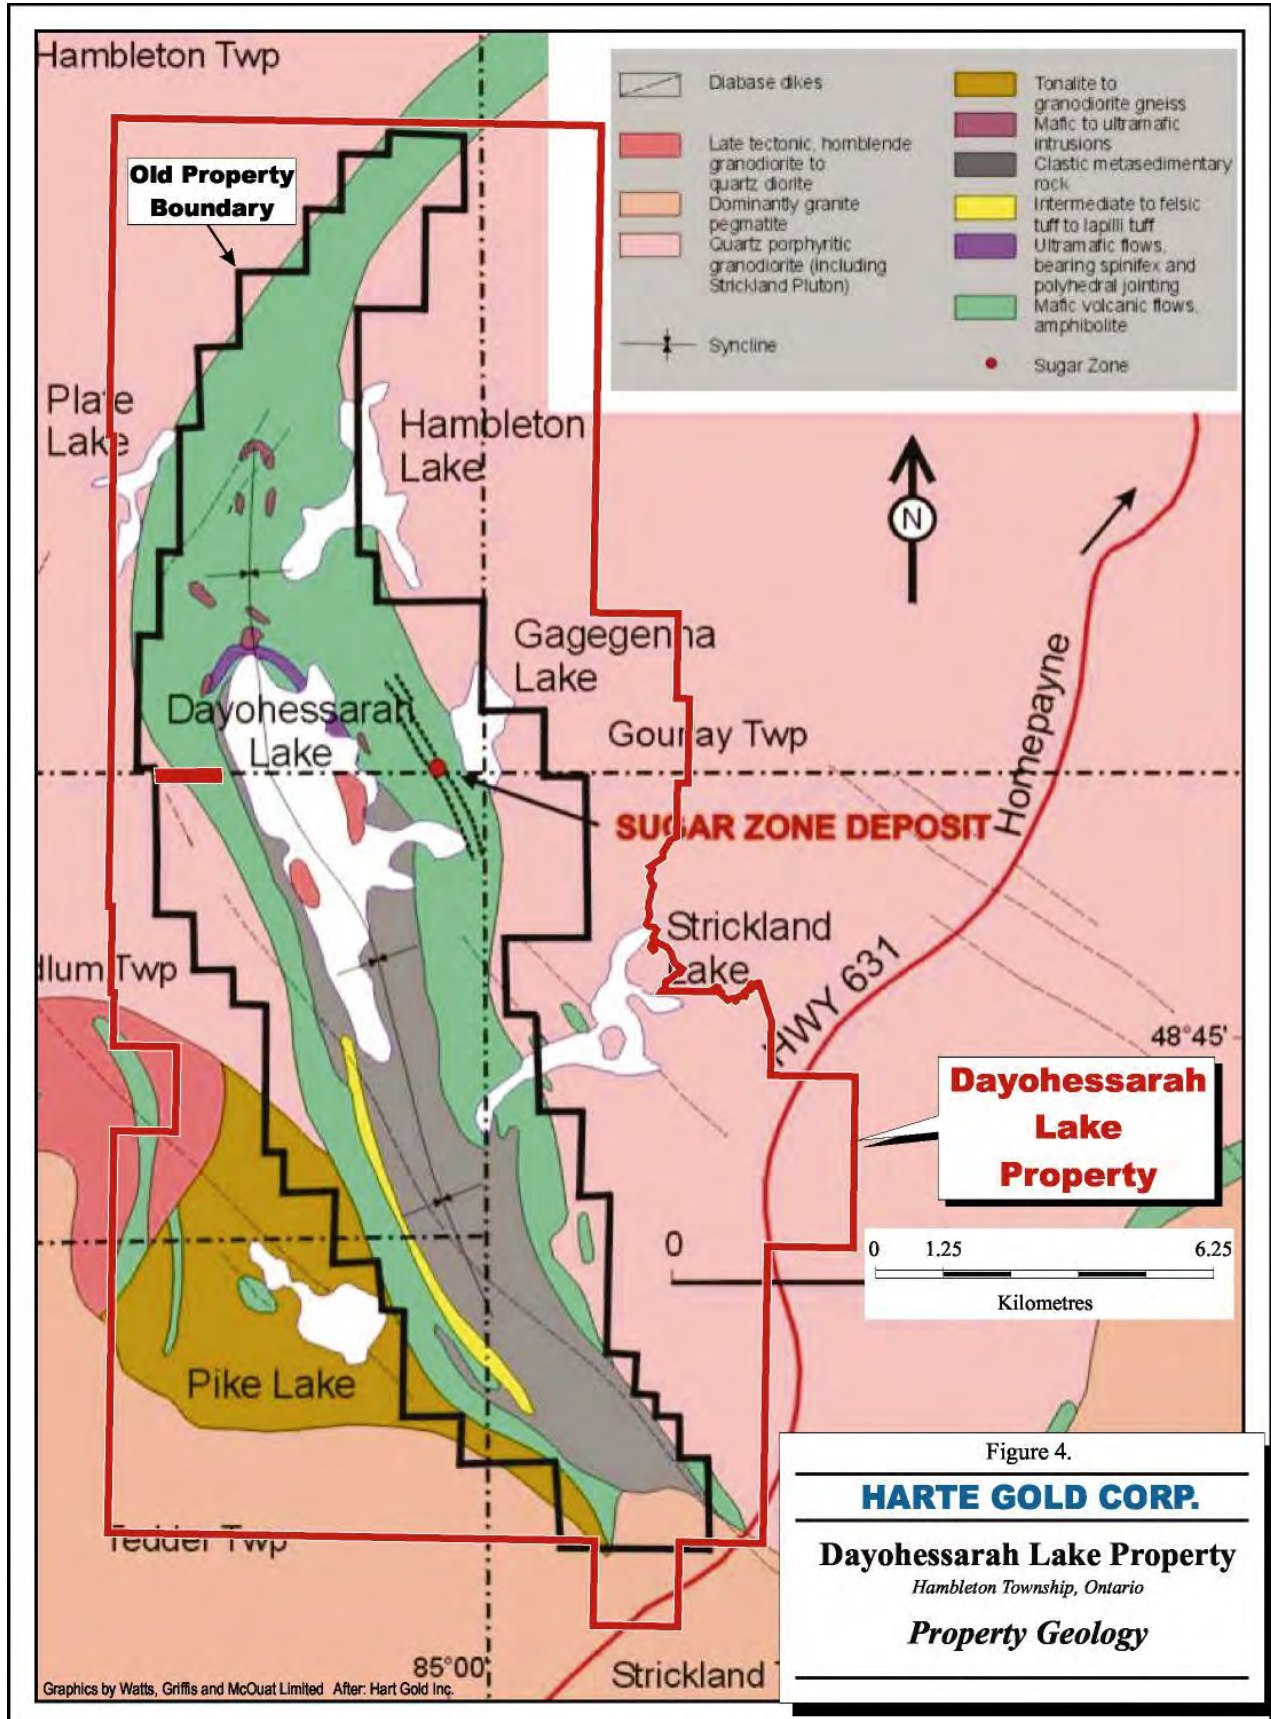 Hambleton Twp
Old Property
Boundary
Diabase dikes
Late tectonic, hornblende
granodiorite to
quartz diorite
Dominantly granite
pegmatite
Quartz porphyritic
granodiorite (including
Strickland Pluton)
Syncline
Tonalite to
granodiorite gneiss
Mafic to ultramafic
intrusions
Clastic metasedimentary
rock
Intermediate to felsic
tuff to lapilli tuff
Ultramafic flows,
bearing spinifex and
polyhedral jointing
Mafic volcanic flows,
amphibolite
Sugar Zone
Plate
Lake
Hambleton
Lake
N
Gagegenna
Lake
Dayohessarah
Lake
Gourlay Twp
Homepayne
SUGAR ZONE DEPOSIT
Strickland
Lake
dlum Twp
HWY 631
48°45'
Dayohessarah
Lake
Property
0
0 1.25 6.25
Kilometres
Pike Lake
Tedder Twp
85°00'
Strickland
Graphics by Watts, Griffis and McOuat Limited After: Hart Gold Inc.
Figure 4.
HARTE GOLD CORP.
Dayohessarah Lake Property
Hambleton Township, Ontario
Property Geology